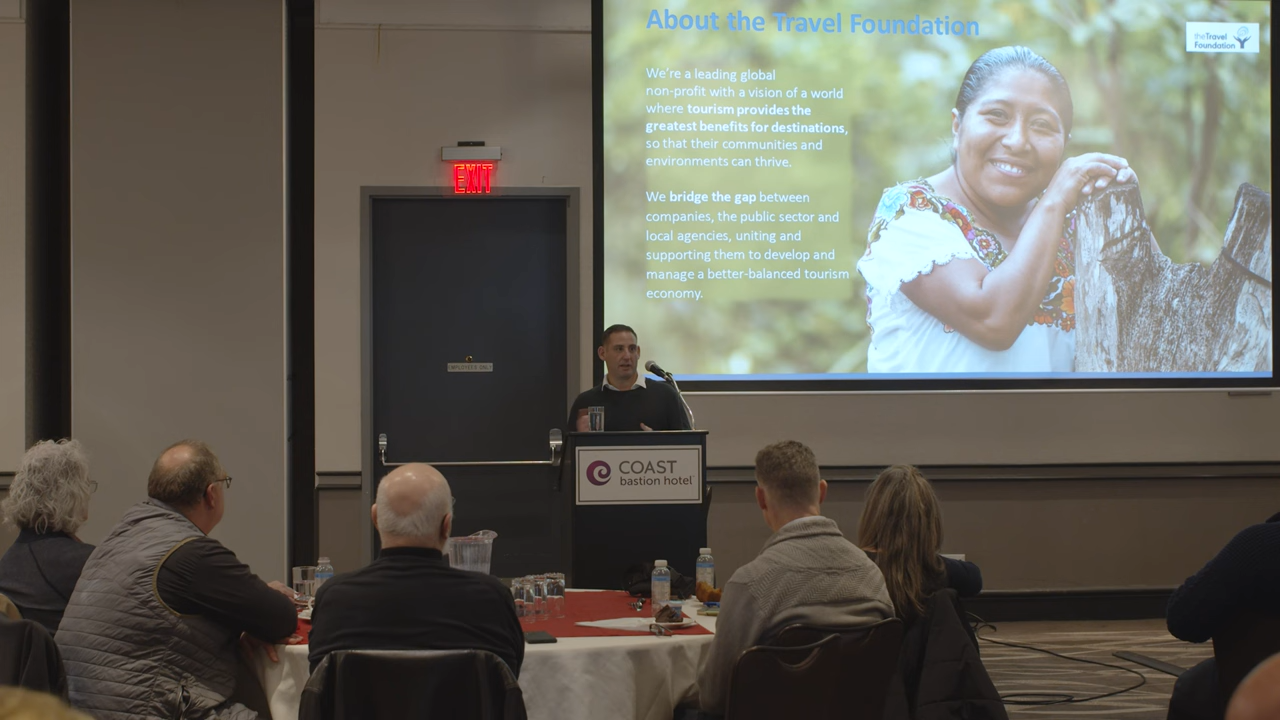 About the Travel Foundation
theTravel
Foundation
We're a leading global
non-profit with a vision of a world
where tourism provides the
greatest benefits for destinations,
so that their communities and
environments can thrive.
We bridge the gap between
companies, the public sector and
local agencies, uniting and
supporting them to develop and
manage a better-balanced tourism
economy.
EXIT
EMPLOYEES ONLY
COAST
bastion hotel